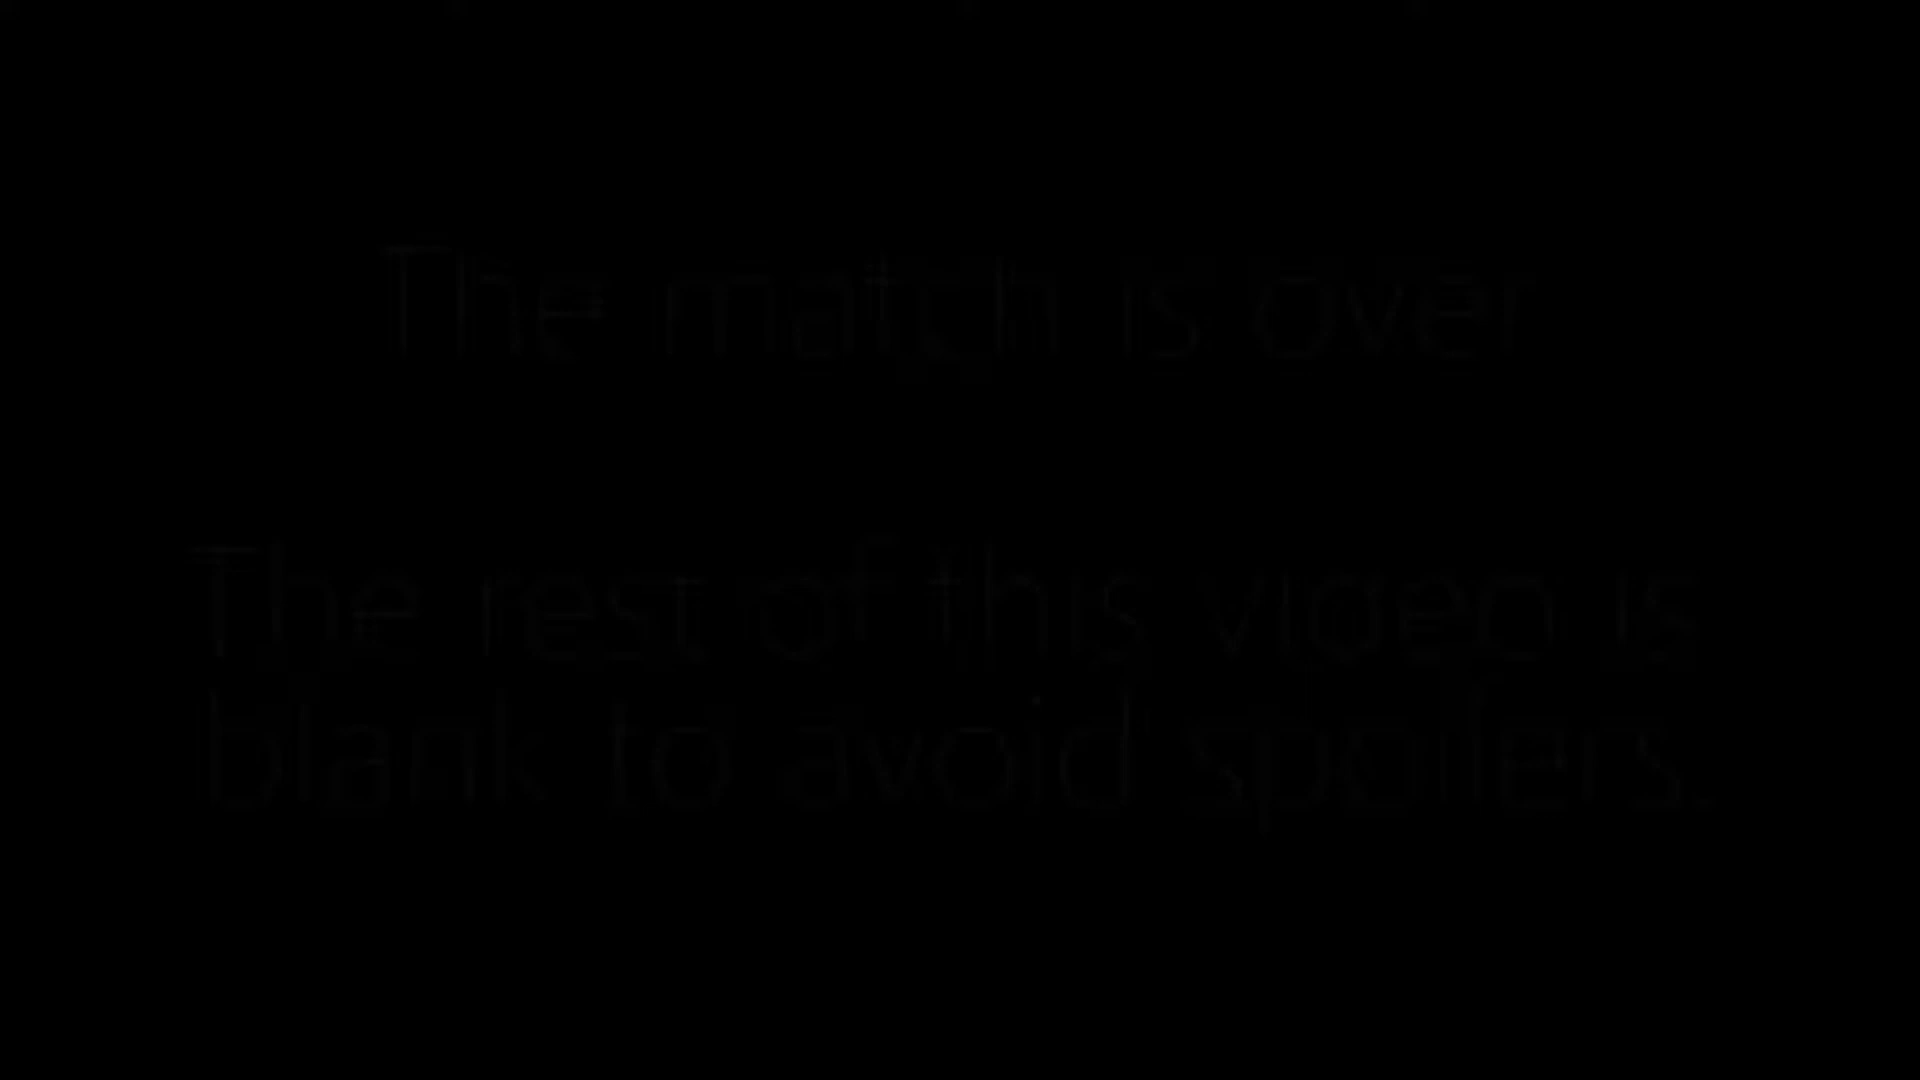 The match is over
The rest of this video is
blank to avoid spoilers.